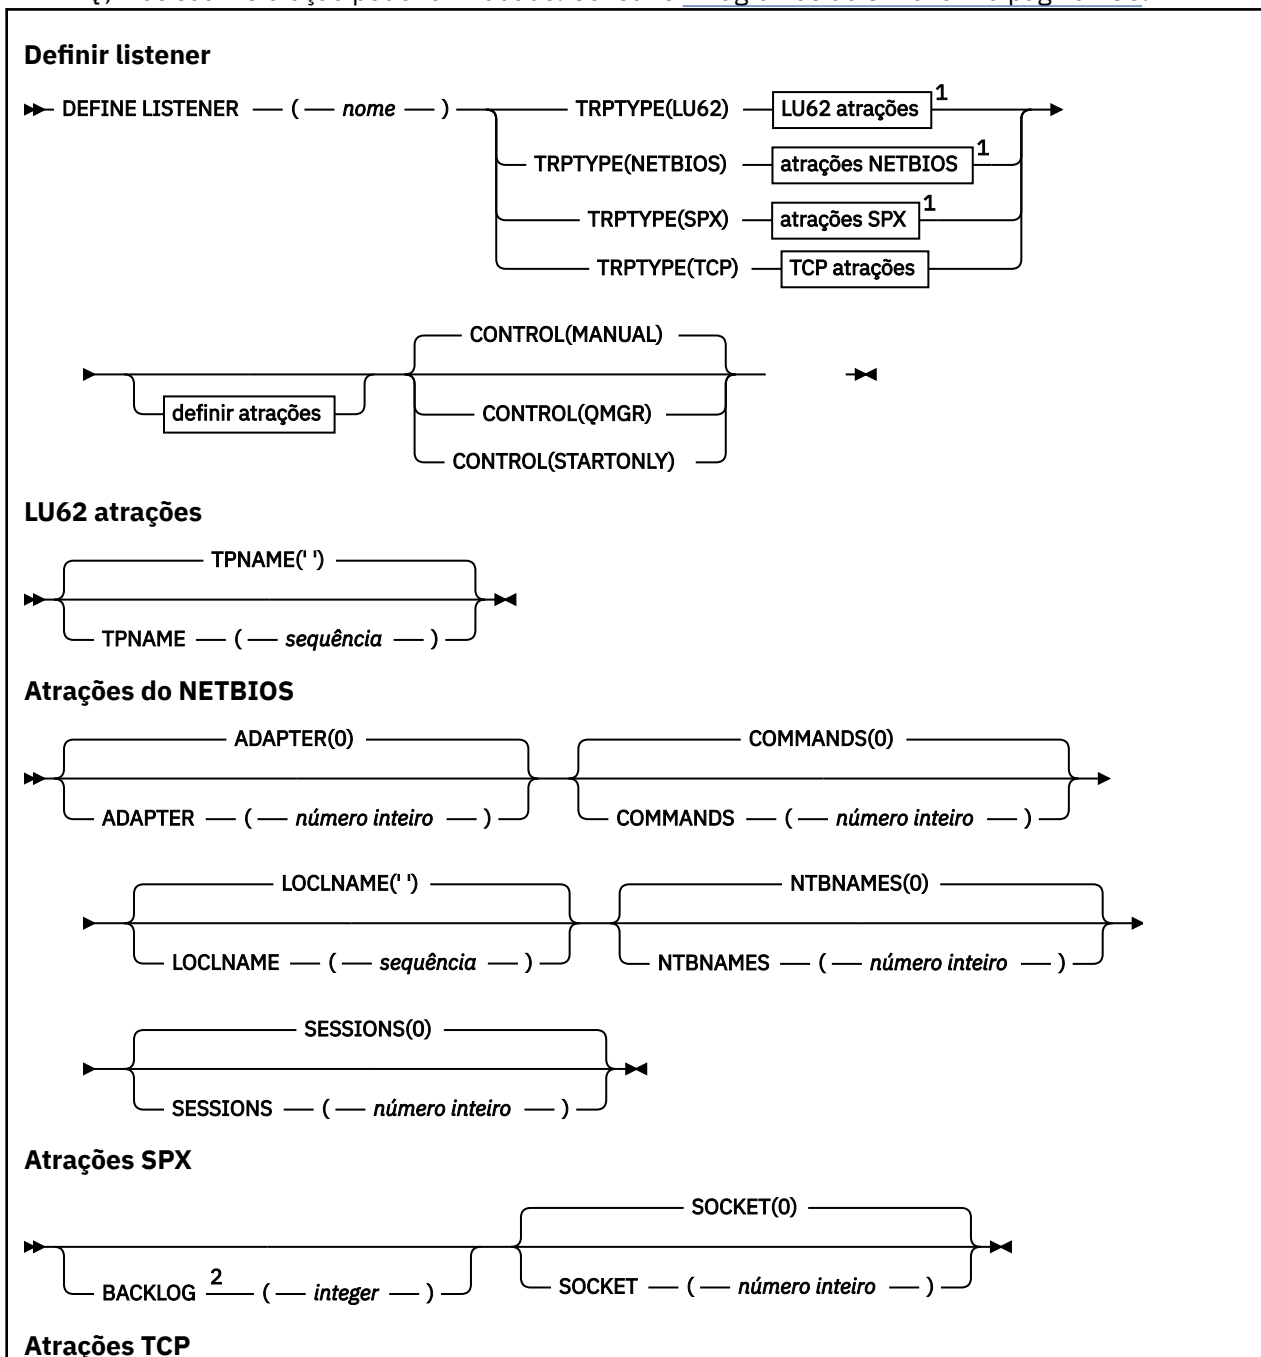 Definir listener
DEFINE LISTENER ( nome ) TRPTYPE(LU62) LU62 atrações 1
TRPTYPE(NETBIOS) atrações NETBIOS 1
TRPTYPE(SPX) atrações SPX 1
TRPTYPE(TCP) TCP atrações
CONTROL(MANUAL)
definir atrações CONTROL(QMGR)
CONTROL(STARTONLY)
LU62 atrações
TPNAME(' ')
TPNAME ( sequência )
Atrações do NETBIOS
ADAPTER(0) COMMANDS(0)
ADAPTER ( número inteiro ) COMMANDS ( número inteiro )
LOCLNAME(' ') NTBNAMES(0)
LOCLNAME ( sequência ) NTBNAMES ( número inteiro )
SESSIONS(0)
SESSIONS ( número inteiro )
Atrações SPX
SOCKET(0)
BACKLOG 2 ( integer ) SOCKET ( número inteiro )
Atrações TCP